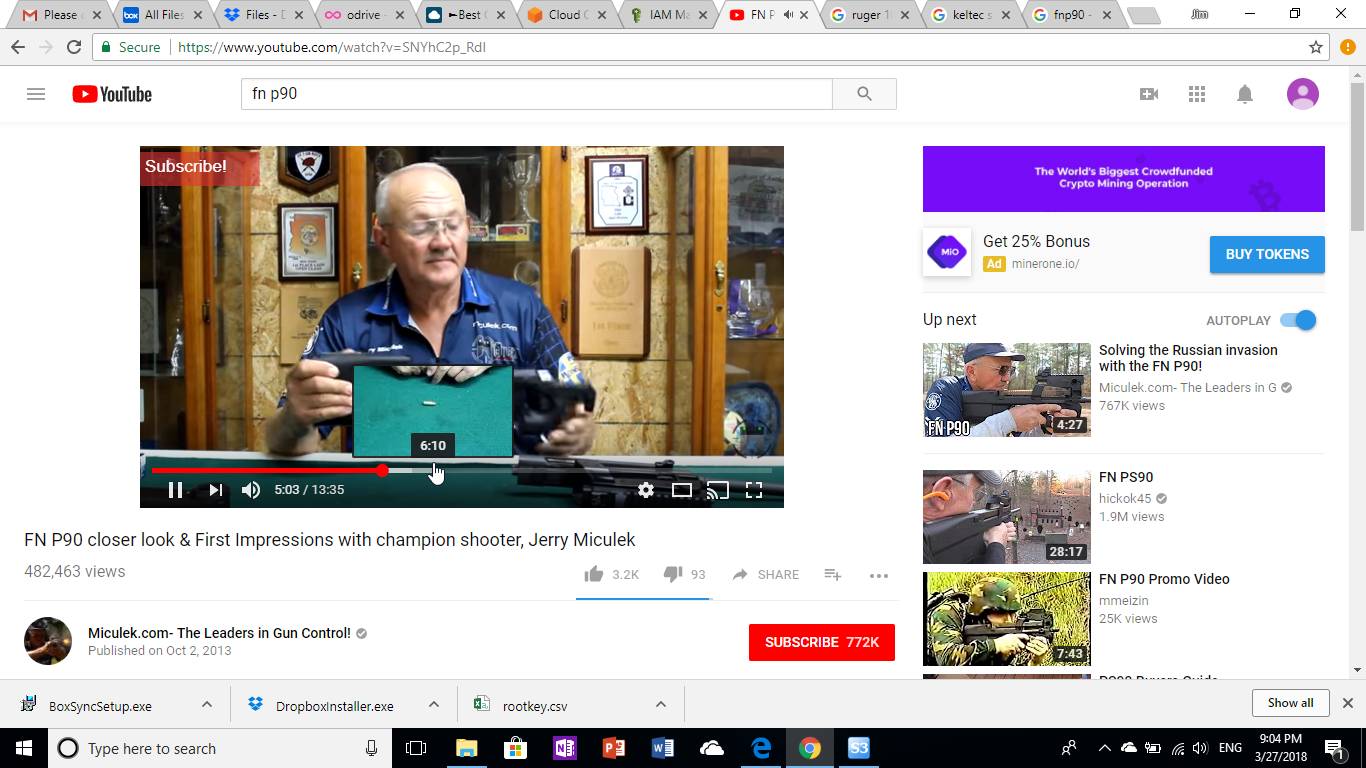 Please
All Files
Files - D
odrive -
Best
Cloud C
IAM Ma
FN P
ruger 1
keltec s
fnp90 -
Jim
Secure
https://www.youtube.com/watch?v=SNYhC2p_RdI
YouTube
fn p90
Subscribe!
miculek.com
6:10
5:03 / 13:35
FN P90 closer look & First Impressions with champion shooter, Jerry Miculek
482,463 views
3.2K
93
SHARE
Miculek.com- The Leaders in Gun Control!
Published on Oct 2, 2013
SUBSCRIBE 772K
The World's Biggest Crowdfunded
Crypto Mining Operation
MiO
Get 25% Bonus
Ad minerone.io/
BUY TOKENS
Up next
AUTOPLAY
FN P90
4:27
Solving the Russian invasion
with the FN P90!
Miculek.com- The Leaders in G
767K views
28:17
FN PS90
hickok45
1.9M views
7:43
FN P90 Promo Video
mmeizin
25K views
BoxSyncSetup.exe
DropboxInstaller.exe
rootkey.csv
Show all
Type here to search
ENG
9:04 PM
3/27/2018